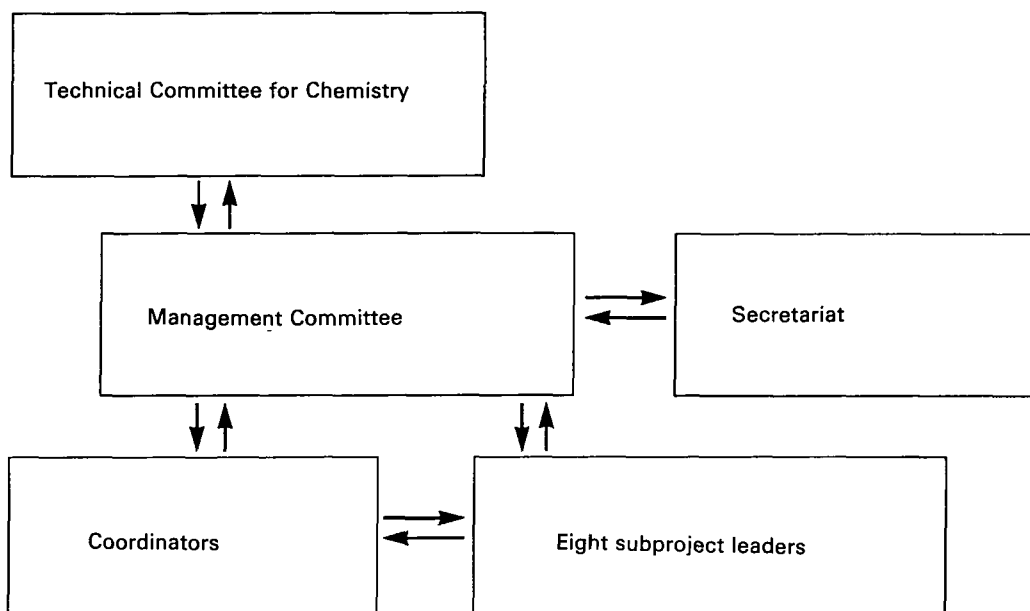 Technical Committee for Chemistry
Management Committee
Secretariat
Coordinators
Eight subproject leaders